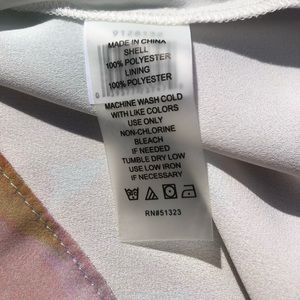 MADE IN CHINA
SHELL
100% POLYESTER
LINING
100% POLYESTER
MACHINE WASH COLD
WITH LIKE COLORS
USE ONLY
NON-CHLORINE
BLEACH
IF NEEDED
TUMBLE DRY LOW
USE LOW IRON
IF NECESSARY
RN#51323